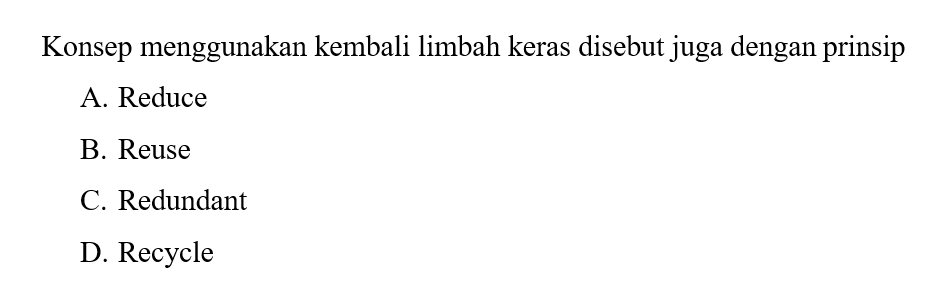 Konsep menggunakan kembali limbah keras disebut juga dengan prinsip
A. Reduce
B. Reuse
C. Redundant
D. Recycle